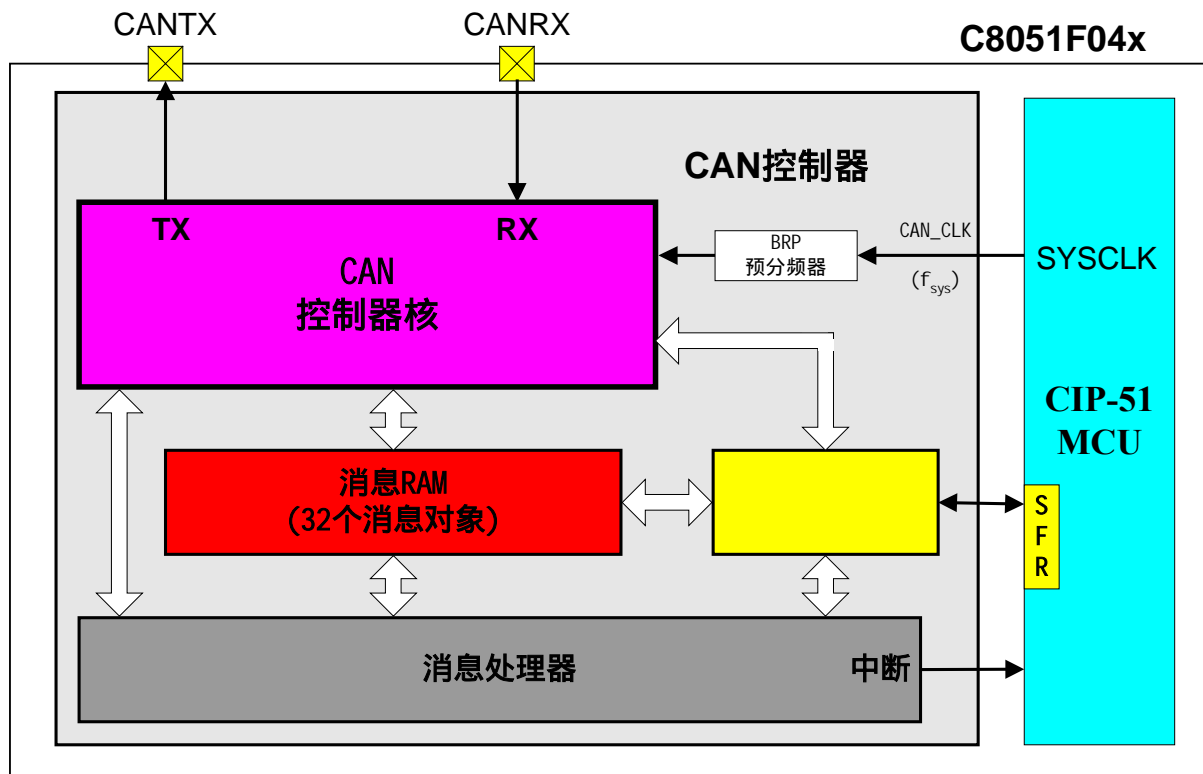 CANTX
CANRX
C8051F04x
CAN控制器
TX
RX
CAN
控制器核
BRP
预分频器
CAN_CLK
(fsys)
SYSCLK
CIP-51
MCU
消息RAM
(32个消息对象)
S
F
R
消息处理器
中断